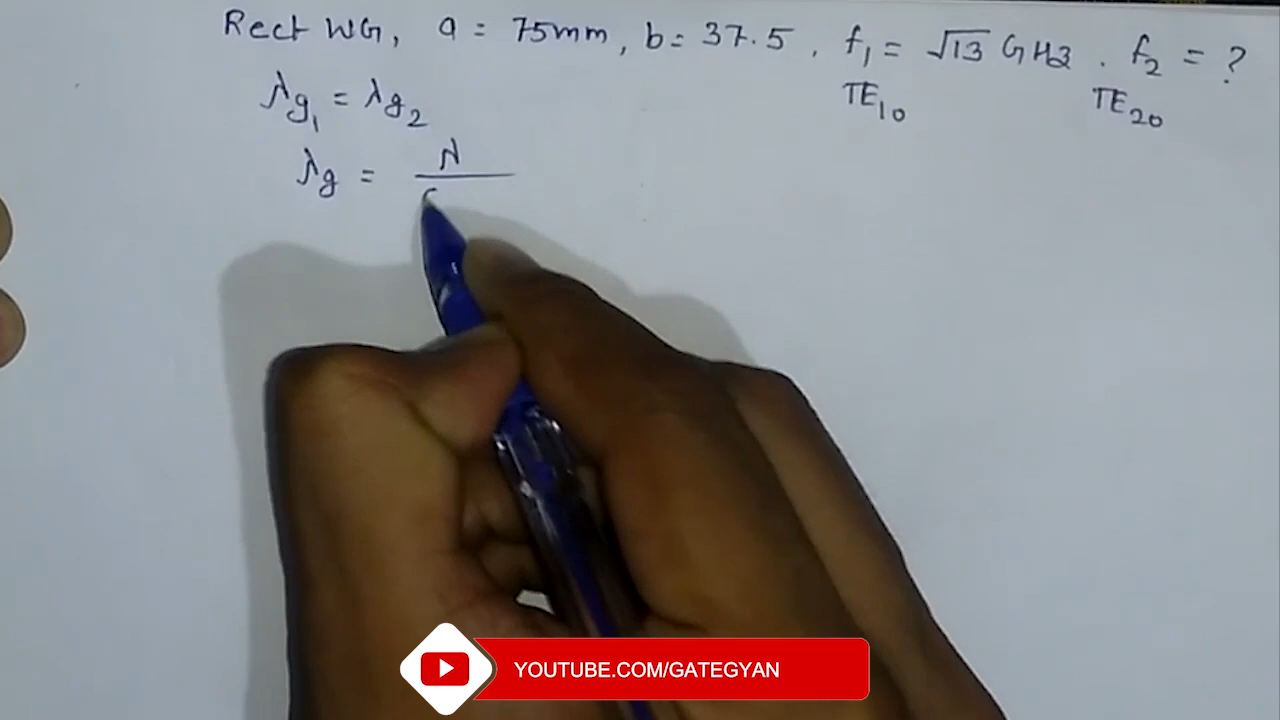 Rect WG, a = 75mm, b = 37.5, f₁ = √13 GHz. f₂ = ?
TE₁₀ TE₂₀
λg₁ = λg₂
λg = λ
YOUTUBE.COM/GATEGYAN